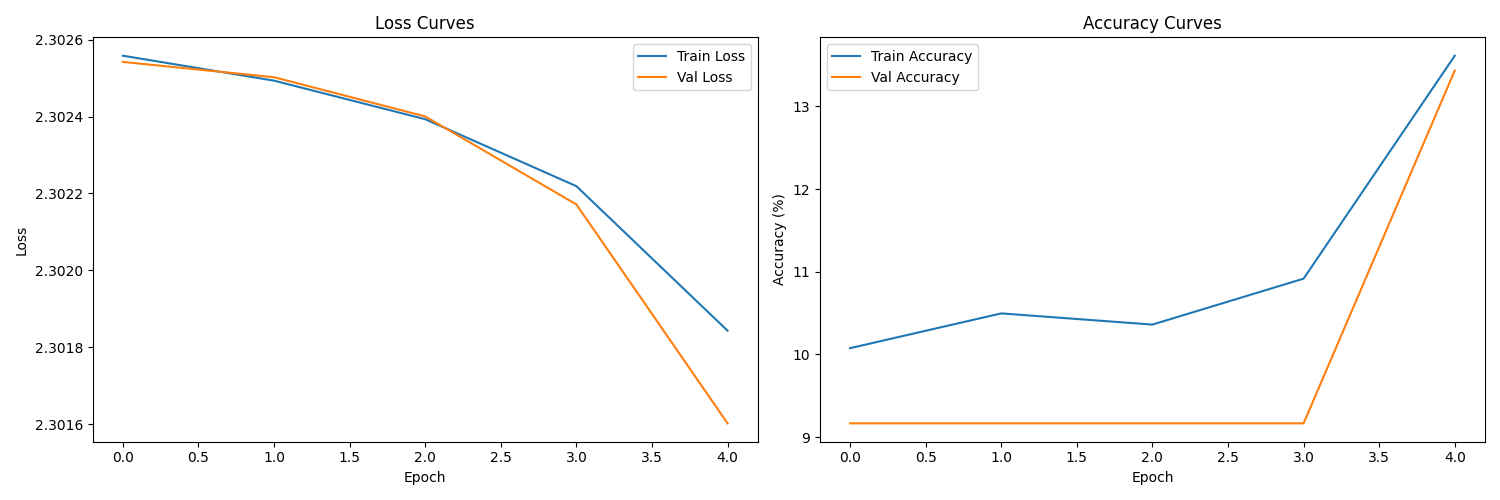 Loss Curves
2.3026
2.3024
2.3022
2.3020
2.3018
2.3016
Loss
Train Loss
Val Loss
0.0 0.5 1.0 1.5 2.0 2.5 3.0 3.5 4.0
Epoch
Accuracy Curves
13
12
11
10
9
Accuracy (%)
Train Accuracy
Val Accuracy
0.0 0.5 1.0 1.5 2.0 2.5 3.0 3.5 4.0
Epoch